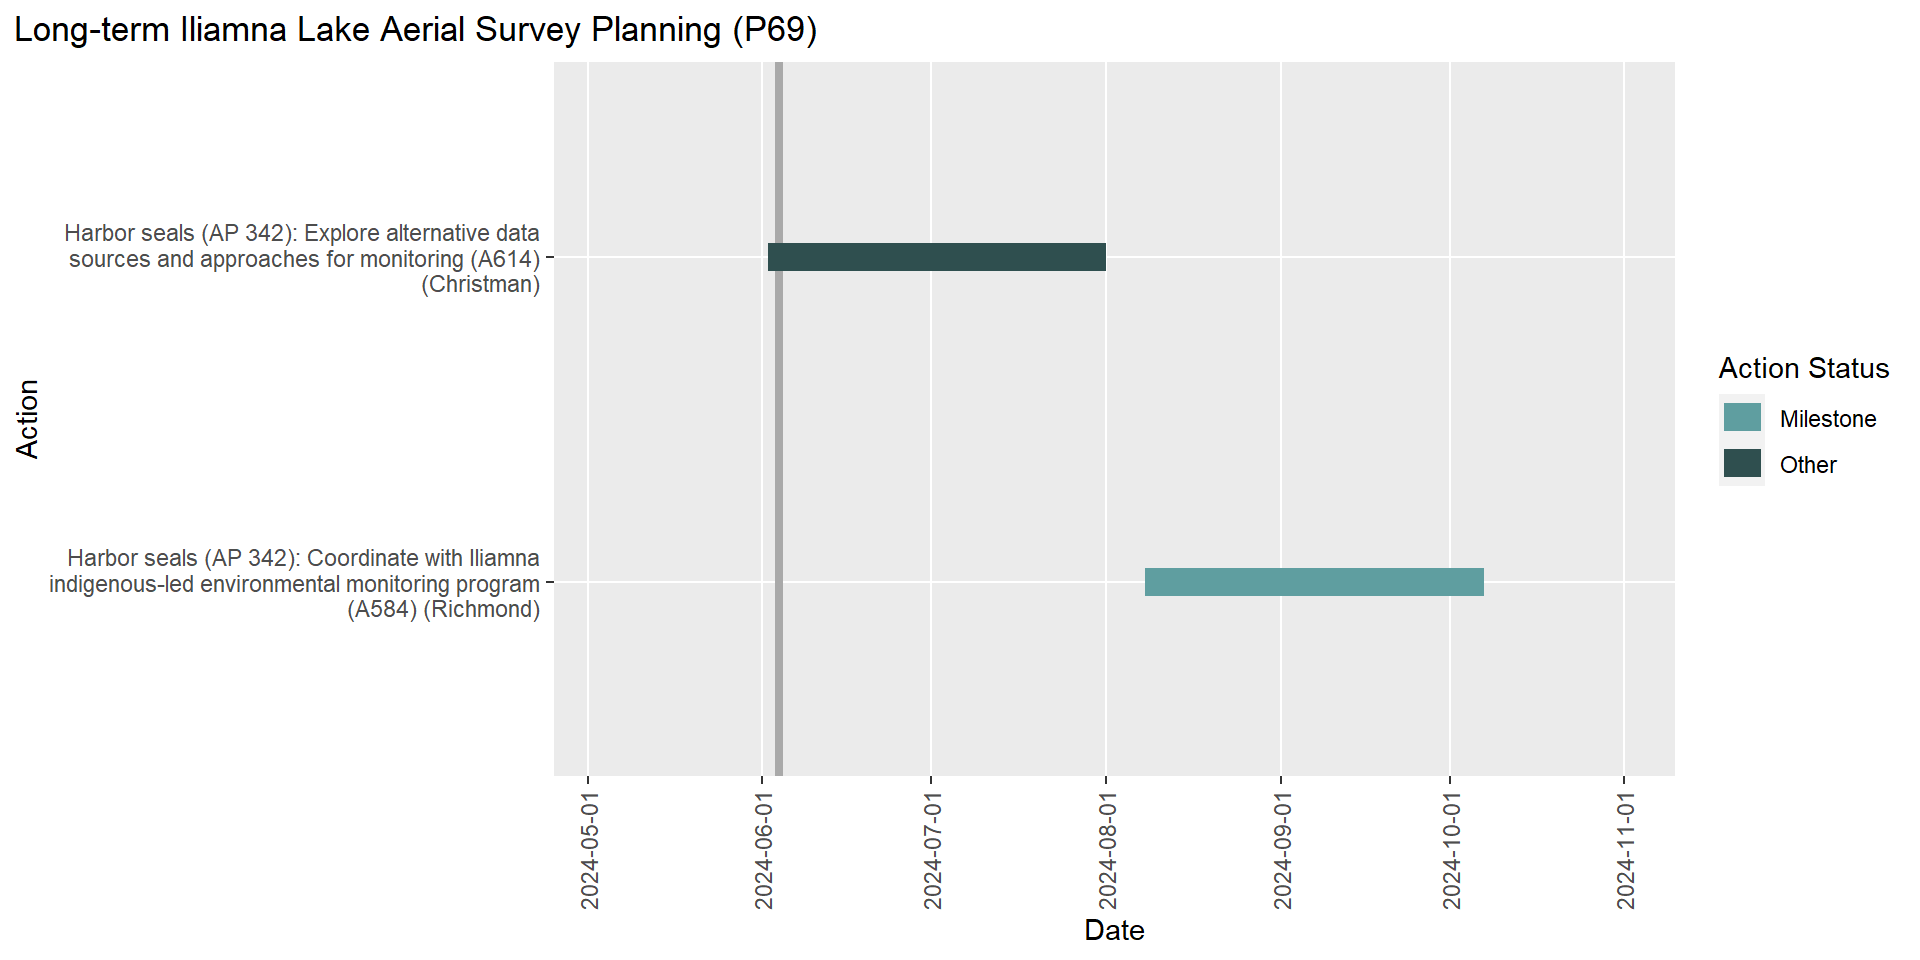 Long-term Iliamna Lake Aerial Survey Planning (P69)
Harbor seals (AP 342): Explore alternative data
sources and approaches for monitoring (A614)
(Christman)
Harbor seals (AP 342): Coordinate with Iliamna
indigenous-led environmental monitoring program
(A584) (Richmond)
Action
2024-05-01
2024-06-01
2024-07-01
2024-08-01
2024-09-01
2024-10-01
2024-11-01
Date
Action Status
Milestone
Other